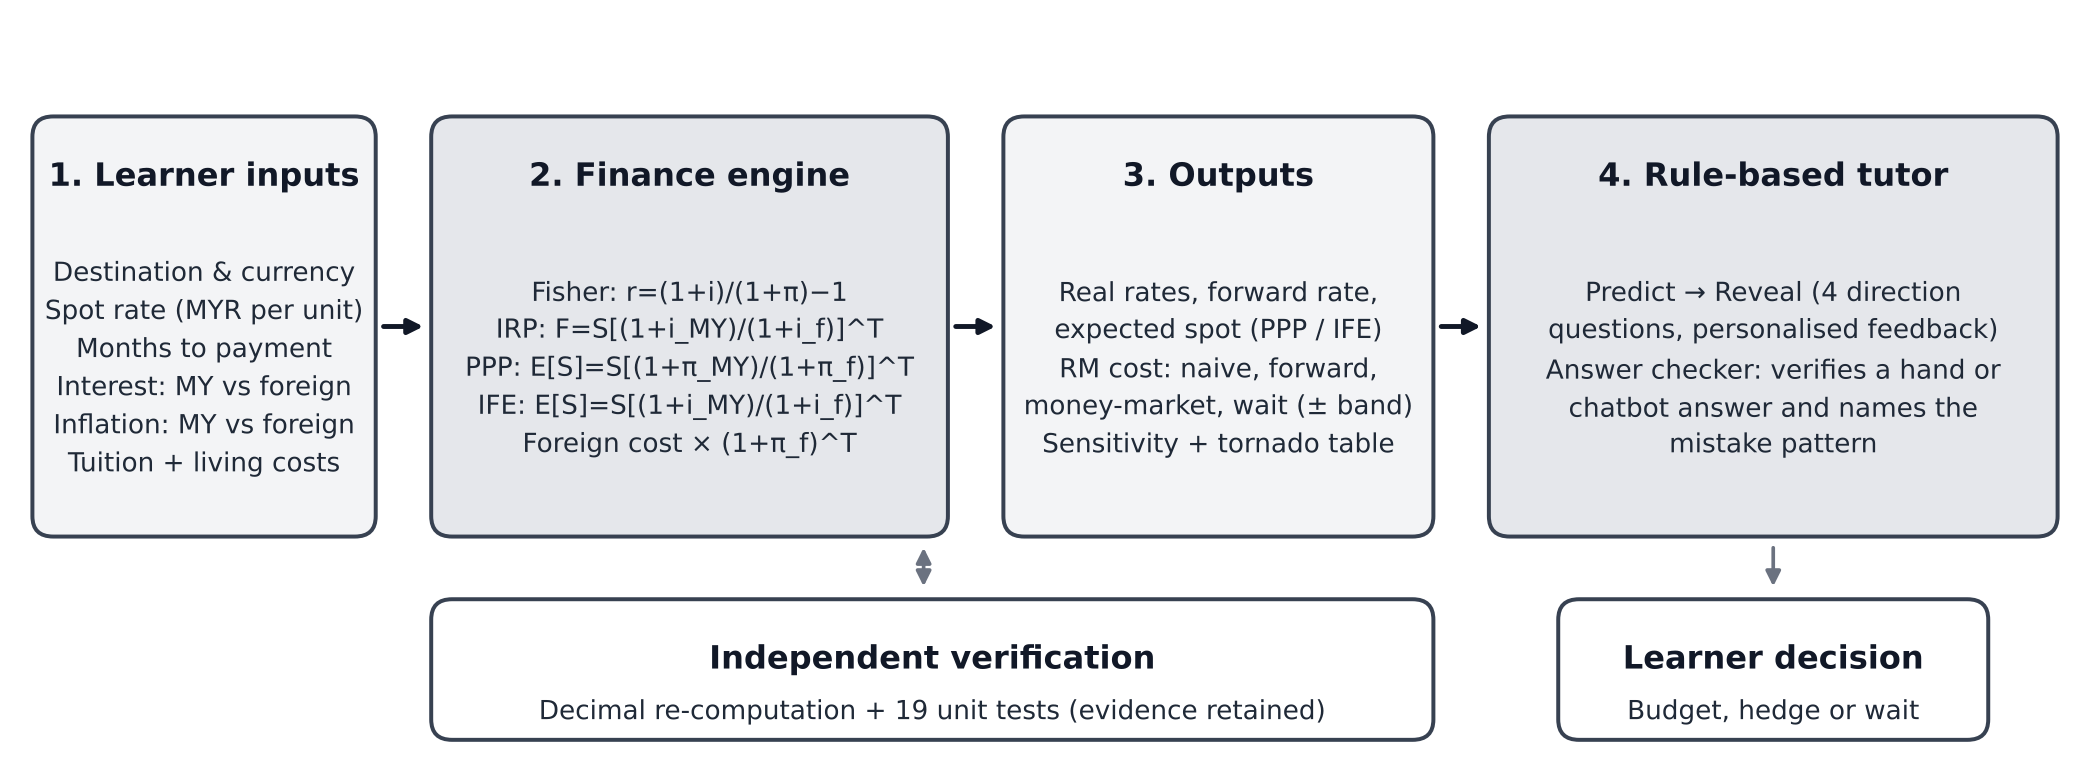 1. Learner inputs
Destination & currency
Spot rate (MYR per unit)
Months to payment
Interest: MY vs foreign
Inflation: MY vs foreign
Tuition + living costs
2. Finance engine
Fisher: r=(1+i)/(1+π)−1
IRP: F=S[(1+i_MY)/(1+i_f)]^T
PPP: E[S]=S[(1+π_MY)/(1+π_f)]^T
IFE: E[S]=S[(1+i_MY)/(1+i_f)]^T
Foreign cost × (1+π_f)^T
3. Outputs
Real rates, forward rate,
expected spot (PPP / IFE)
RM cost: naive, forward,
money-market, wait (± band)
Sensitivity + tornado table
4. Rule-based tutor
Predict → Reveal (4 direction
questions, personalised feedback)
Answer checker: verifies a hand or
chatbot answer and names the
mistake pattern
Independent verification
Decimal re-computation + 19 unit tests (evidence retained)
Learner decision
Budget, hedge or wait